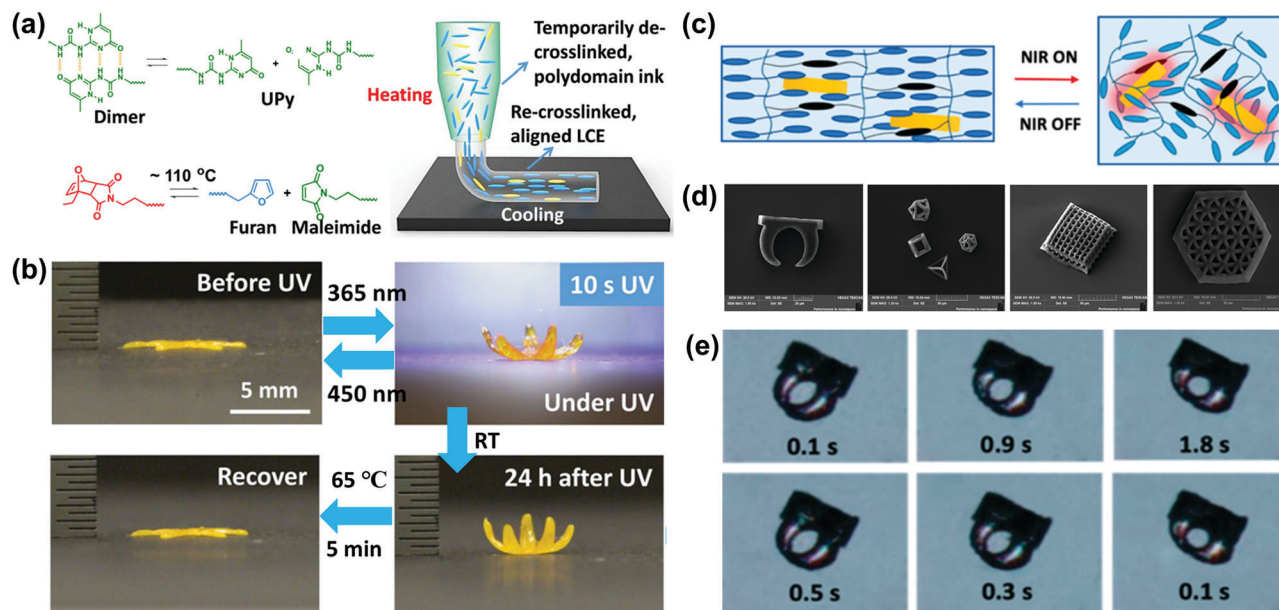 (a)
H
N
O
Dimer
UPy
+
Heating
Temporarily de-
crosslinked,
polydomain ink
Re-crosslinked,
aligned LCE
Cooling
~ 110 °C
Furan
+
Maleimide
(b)
Before UV
5 mm
365 nm
450 nm
10 s UV
Under UV
RT
Recover
65 ℃
5 min
24 h after UV
(c)
NIR ON
NIR OFF
(d)
(e)
0.1 s
0.9 s
1.8 s
0.5 s
0.3 s
0.1 s